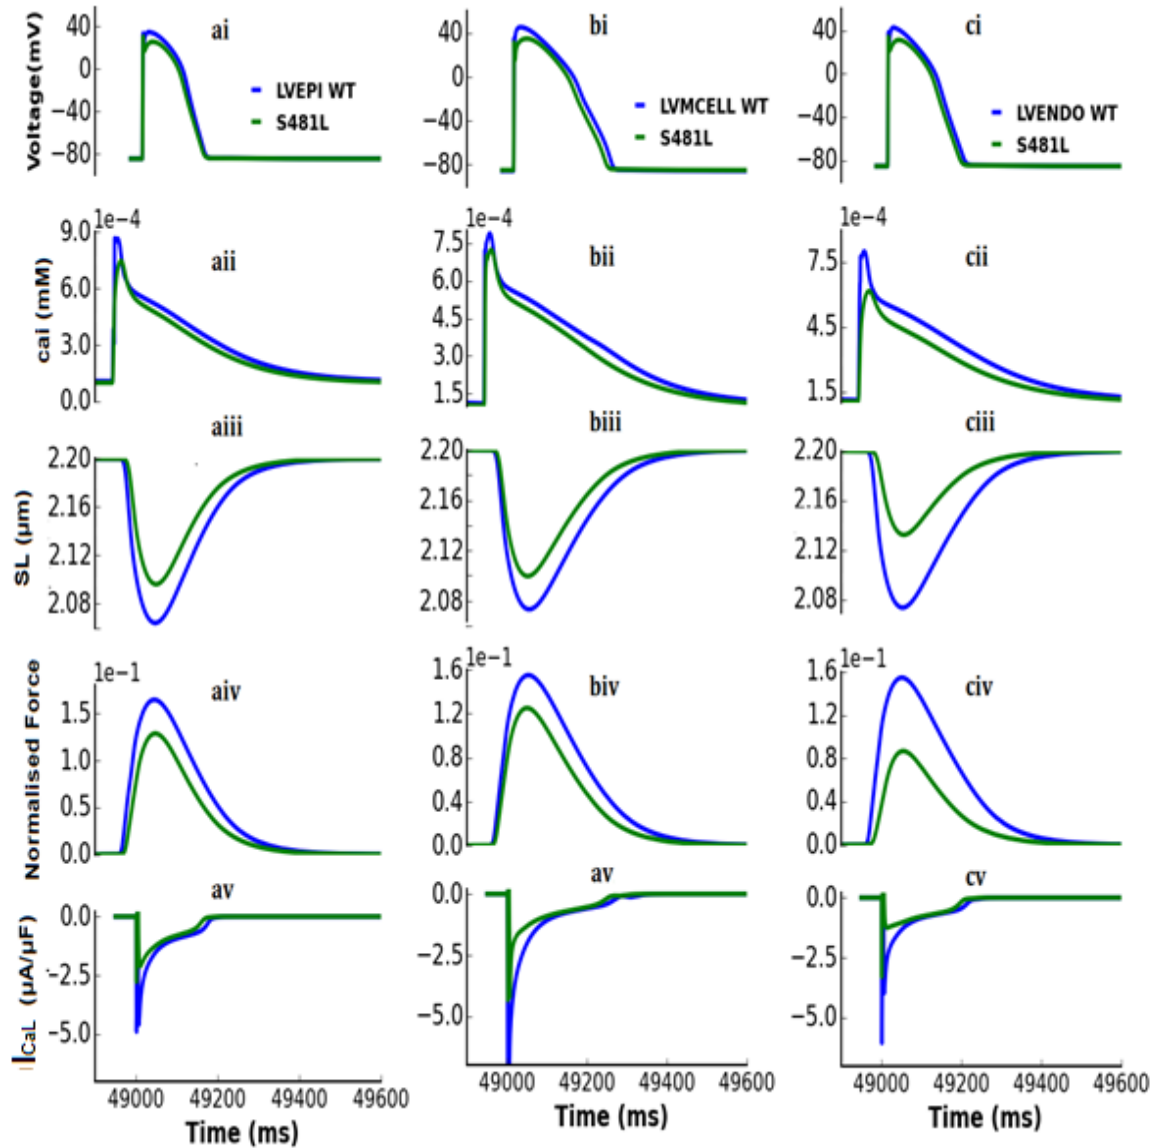 Voltage(mV)
40
0
−40
−80
ai
LVEPI WT
S481L
40
0
−40
−80
bi
LVMCELL WT
S481L
40
0
−40
−80
ci
LVENDO WT
S481L
cai (mM)
1e−4
9.0
6.0
3.0
0.0
aii
1e−4
7.5
6.0
4.5
3.0
1.5
bii
1e−4
7.5
4.5
1.5
cii
SL (μm)
2.20
2.16
2.12
2.08
aiii
2.20
2.16
2.12
2.08
biii
2.20
2.16
2.12
2.08
ciii
Normalised Force
1e−1
1.5
1.0
0.5
0.0
aiv
1e−1
1.6
1.2
0.8
0.4
0.0
biv
1e−1
1.6
1.2
0.8
0.4
0.0
civ
ICaL (μA/μF)
0.0
−2.5
−5.0
av
0.0
−2.5
−5.0
av
0.0
−2.5
−5.0
cv
49000 49200 49400 49600
Time (ms)
49000 49200 49400 49600
Time (ms)
49000 49200 49400 49600
Time (ms)